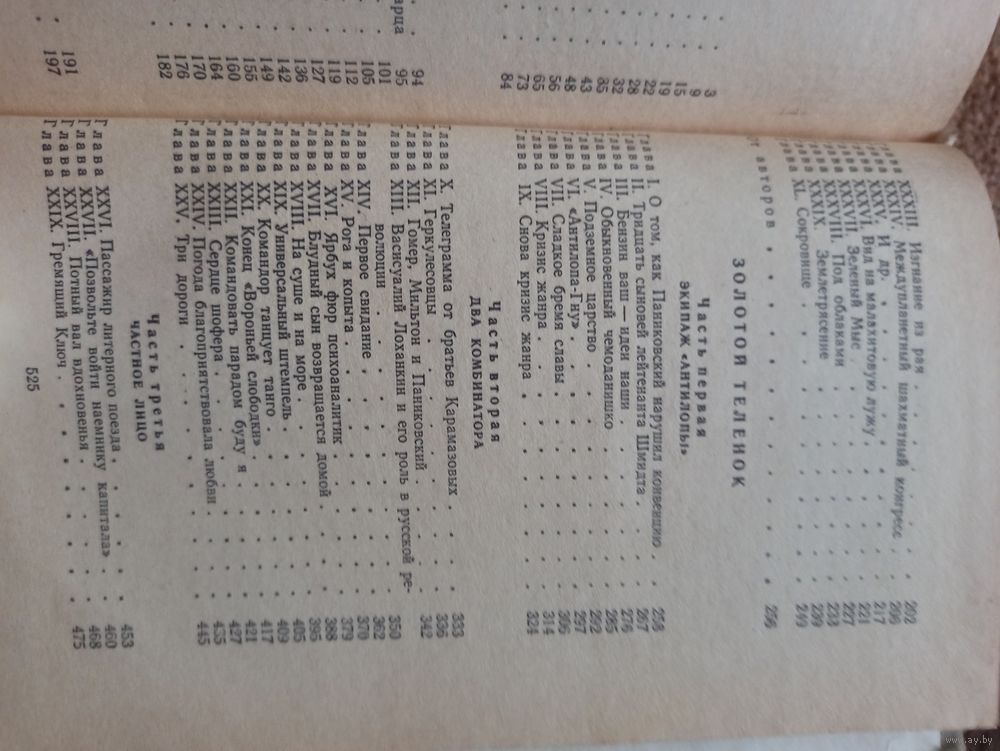 3
9
15
19
22
28
32
35
43
48
56
65
73
84
арца
94
95
101
105
112
119
127
136
142
149
155
160
164
170
176
182
191
197
Глава XXXIII. Изгнание из рая . . . 202
Глава XXXIV. Междупланетный шахматный конгресс . 209
Глава XXXV. И др. . . . . . 217
Глава XXXVI. Вид на малахитовую лужу . . 221
Глава XXXVII. Зеленый Мыс . . . 227
Глава XXXVIII. Под облаками . . . 233
Глава XXXIX. Землетрясение . . . 239
Глава XL. Сокровище . . . . 249
ЗОЛОТОЙ ТЕЛЕНОК
От авторов . . . . . . 256
Часть первая
ЭКИПАЖ «АНТИЛОПЫ»
Глава I. О том, как Паниковский нарушил конвенцию . 258
Глава II. Тридцать сыновей лейтенанта Шмидта . . 267
Глава III. Бензин ваш — идеи наши . . . 276
Глава IV. Обыкновенный чемоданишко . . 285
Глава V. Подземное царство . . . 292
Глава VI. «Антилопа-Гну» . . . . 297
Глава VII. Сладкое бремя славы . . . 306
Глава VIII. Кризис жанра . . . . 314
Глава IX. Снова кризис жанра . . . 324
Часть вторая
ДВА КОМБИНАТОРА
Глава X. Телеграмма от братьев Карамазовых . . 333
Глава XI. Геркулесовцы . . . . 336
Глава XII. Гомер, Мильтон и Паниковский . . 342
Глава XIII. Васисуалий Лоханкин и его роль в русской ре-
волюции . . . . . 350
Глава XIV. Первое свидание . . . 362
Глава XV. Рога и копыта . . . . 370
Глава XVI. Ярбух фюр психоаналитик . . 379
Глава XVII. Блудный сын возвращается домой . . 388
Глава XVIII. На суше и на море . . . 395
Глава XIX. Универсальный штемпель . . . 405
Глава XX. Командор танцует танго . . . 409
Глава XXI. Конец «Вороньей слободки» . . 417
Глава XXII. Командовать парадом буду я . . 421
Глава XXIII. Сердце шофера . . . 427
Глава XXIV. Погода благоприятствовала любви . . 435
Глава XXV. Три дороги . . . . 445
Часть третья
ЧАСТНОЕ ЛИЦО
Глава XXVI. Пассажир литерного поезда . . . 453
Глава XXVII. «Позвольте войти наемнику капитала» . 460
Глава XXVIII. Потный вал вдохновенья . . 468
Глава XXIX. Гремящий Ключ . . . 475
525
www.ay.by